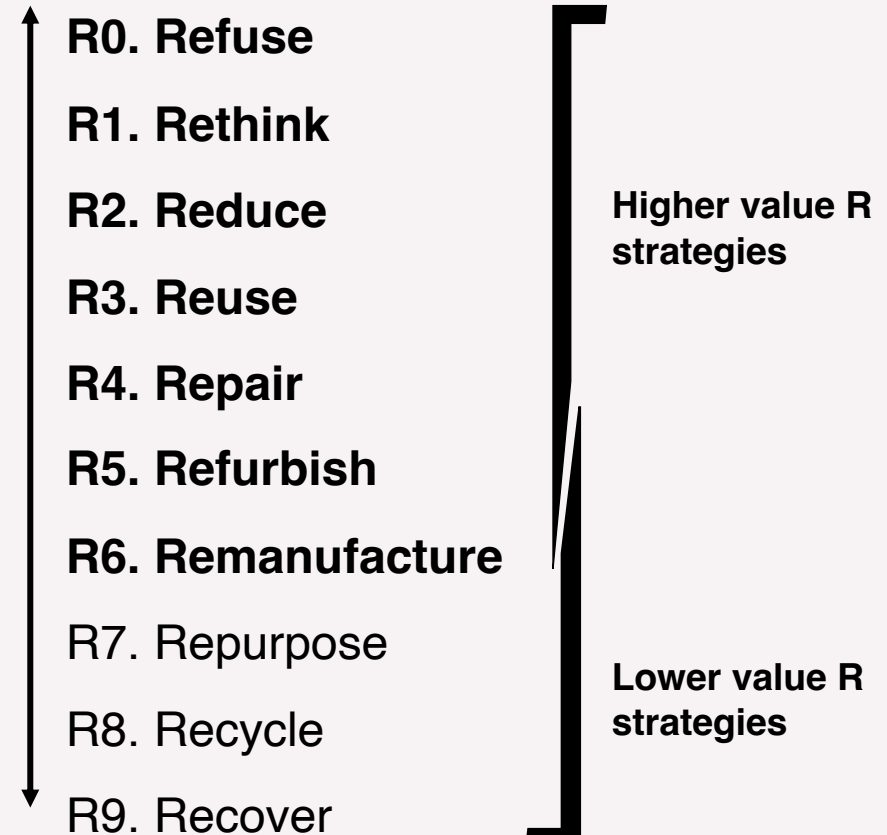 R0. Refuse
R1. Rethink
R2. Reduce
R3. Reuse
R4. Repair
R5. Refurbish
R6. Remanufacture
R7. Repurpose
R8. Recycle
R9. Recover
Higher value R
strategies
Lower value R
strategies